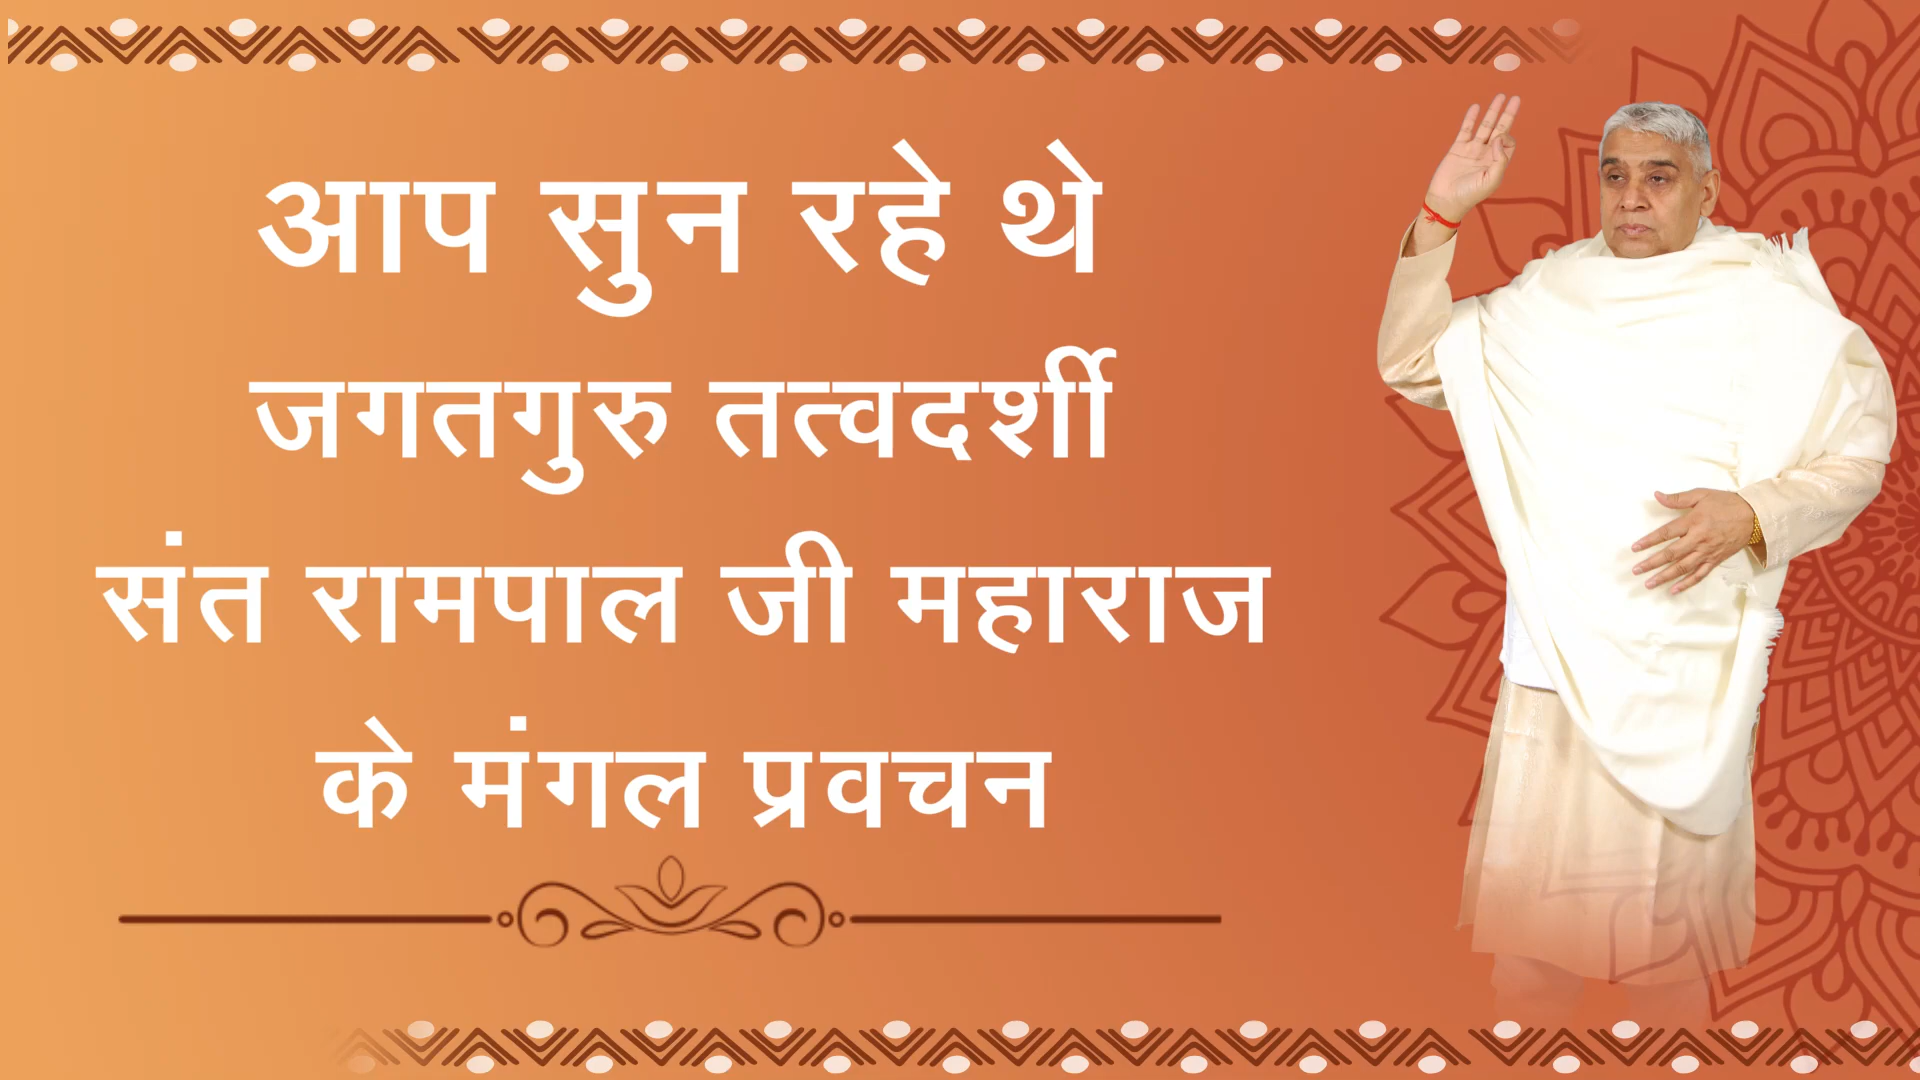 आप सुन रहे थे
जगतगुरु तत्वदर्शी
संत रामपाल जी महाराज
के मंगल प्रवचन